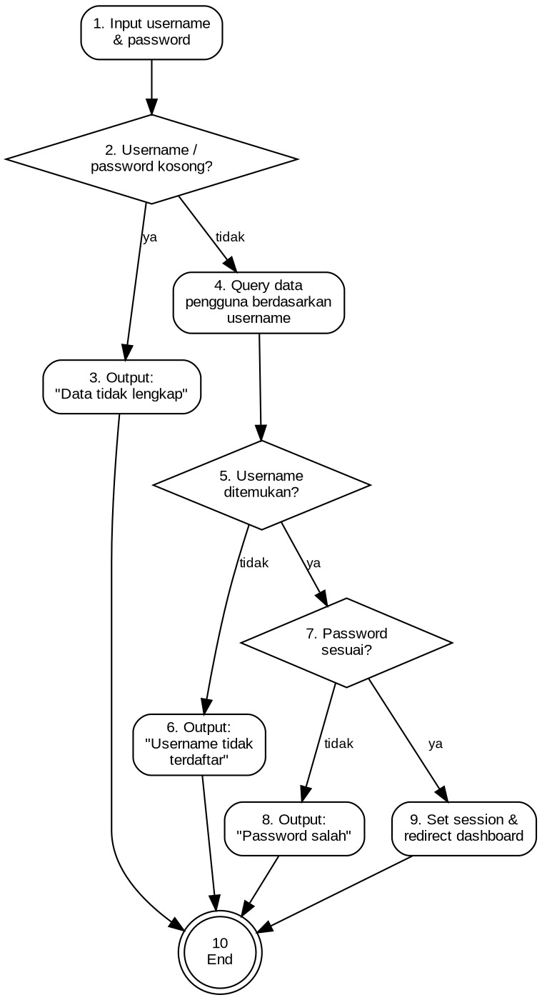 1. Input username
& password
2. Username /
password kosong?
ya
tidak
4. Query data
pengguna berdasarkan
username
3. Output:
"Data tidak lengkap"
5. Username
ditemukan?
tidak
ya
7. Password
sesuai?
6. Output:
"Username tidak
terdaftar"
tidak
ya
8. Output:
"Password salah"
9. Set session &
redirect dashboard
10
End